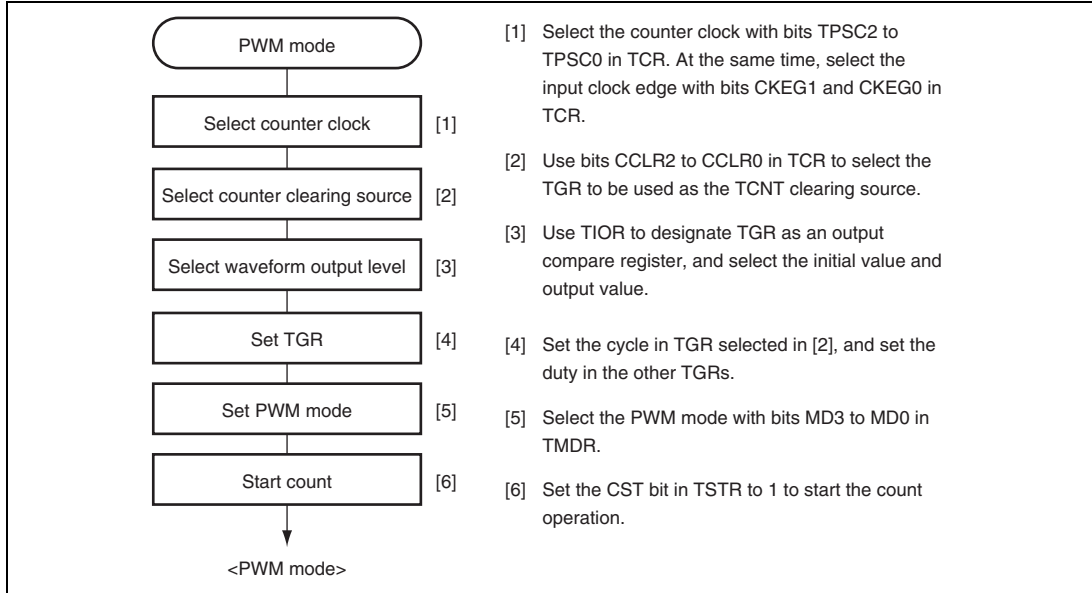 PWM mode
Select counter clock [1]
Select counter clearing source [2]
Select waveform output level [3]
Set TGR [4]
Set PWM mode [5]
Start count [6]
<PWM mode>
[1] Select the counter clock with bits TPSC2 to
TPSC0 in TCR. At the same time, select the
input clock edge with bits CKEG1 and CKEG0 in
TCR.
[2] Use bits CCLR2 to CCLR0 in TCR to select the
TGR to be used as the TCNT clearing source.
[3] Use TIOR to designate TGR as an output
compare register, and select the initial value and
output value.
[4] Set the cycle in TGR selected in [2], and set the
duty in the other TGRs.
[5] Select the PWM mode with bits MD3 to MD0 in
TMDR.
[6] Set the CST bit in TSTR to 1 to start the count
operation.